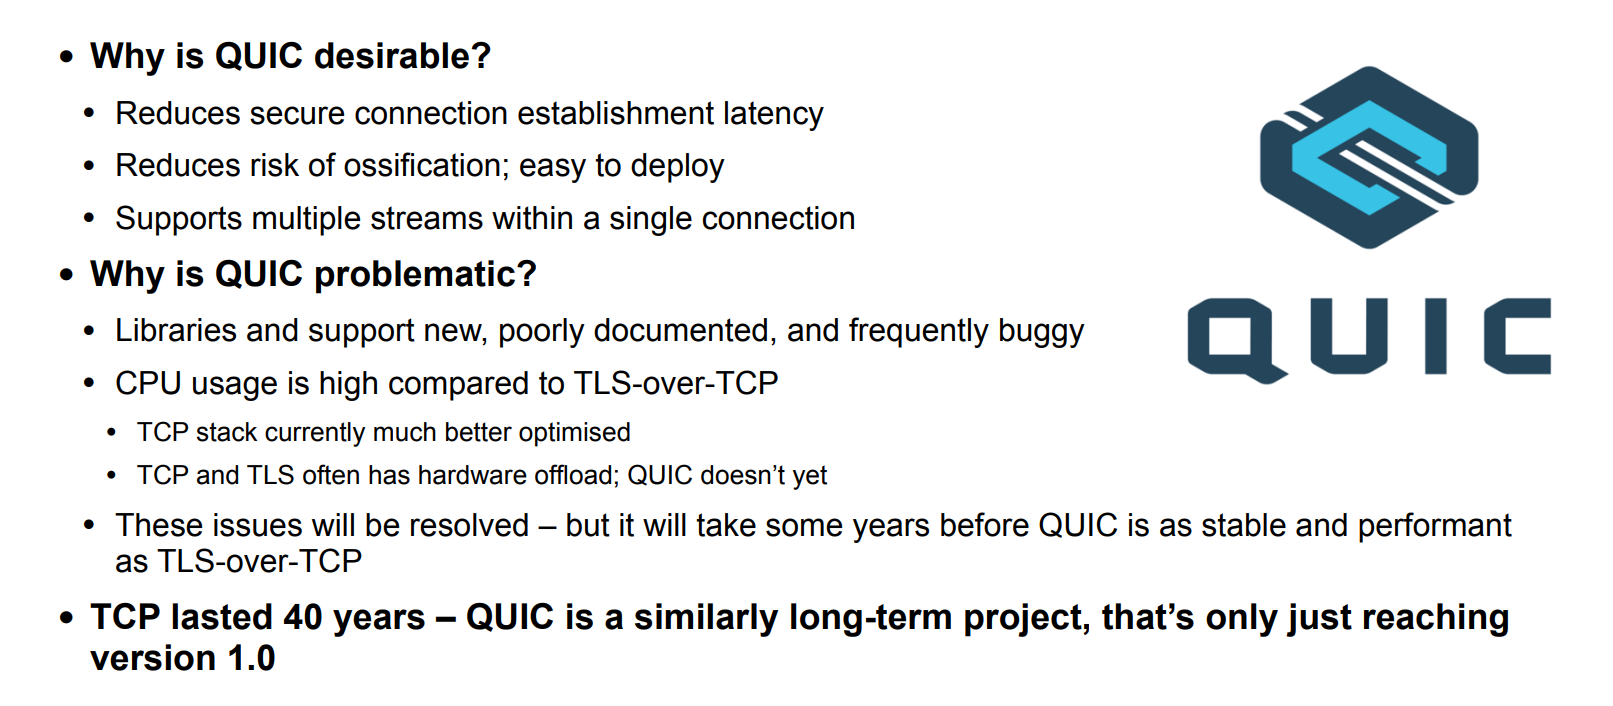 • Why is QUIC desirable?
• Reduces secure connection establishment latency
• Reduces risk of ossification; easy to deploy
• Supports multiple streams within a single connection
• Why is QUIC problematic?
• Libraries and support new, poorly documented, and frequently buggy
• CPU usage is high compared to TLS-over-TCP
• TCP stack currently much better optimised
• TCP and TLS often has hardware offload; QUIC doesn’t yet
• These issues will be resolved – but it will take some years before QUIC is as stable and performant
as TLS-over-TCP
• TCP lasted 40 years – QUIC is a similarly long-term project, that’s only just reaching
version 1.0
QUIC